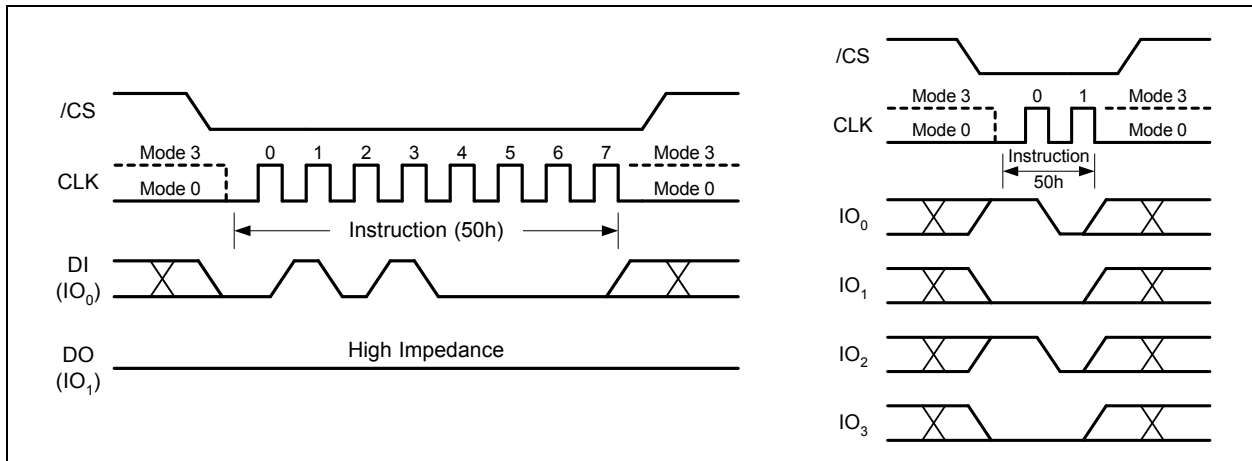 /CS
Mode 3 0 1 2 3 4 5 6 7 Mode 3
CLK
Mode 0 Mode 0
Instruction (50h)
DI
(IO0)
High Impedance
DO
(IO1)
/CS
Mode 3 0 1 Mode 3
CLK
Mode 0 Mode 0
Instruction
50h
IO0
IO1
IO2
IO3